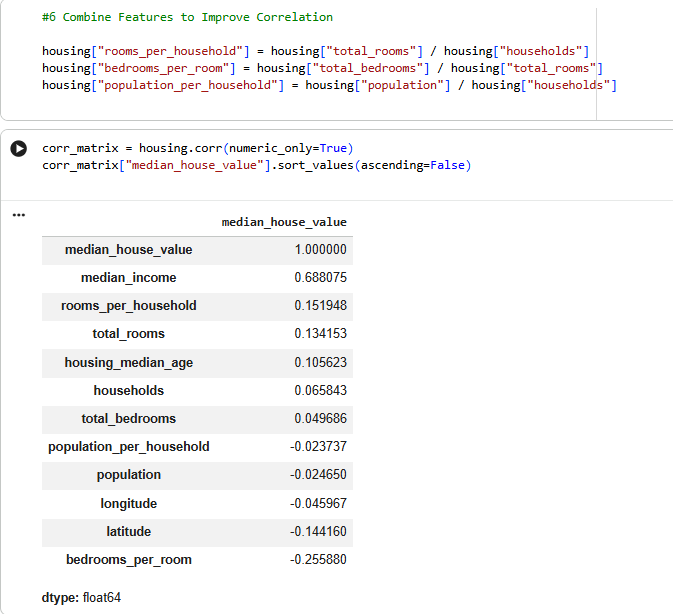 #6 Combine Features to Improve Correlation
housing["rooms_per_household"] = housing["total_rooms"] / housing["households"]
housing["bedrooms_per_room"] = housing["total_bedrooms"] / housing["total_rooms"]
housing["population_per_household"] = housing["population"] / housing["households"]
corr_matrix = housing.corr(numeric_only=True)
corr_matrix["median_house_value"].sort_values(ascending=False)
median_house_value
median_house_value 1.000000
median_income 0.688075
rooms_per_household 0.151948
total_rooms 0.134153
housing_median_age 0.105623
households 0.065843
total_bedrooms 0.049686
population_per_household -0.023737
population -0.024650
longitude -0.045967
latitude -0.144160
bedrooms_per_room -0.255880
dtype: float64